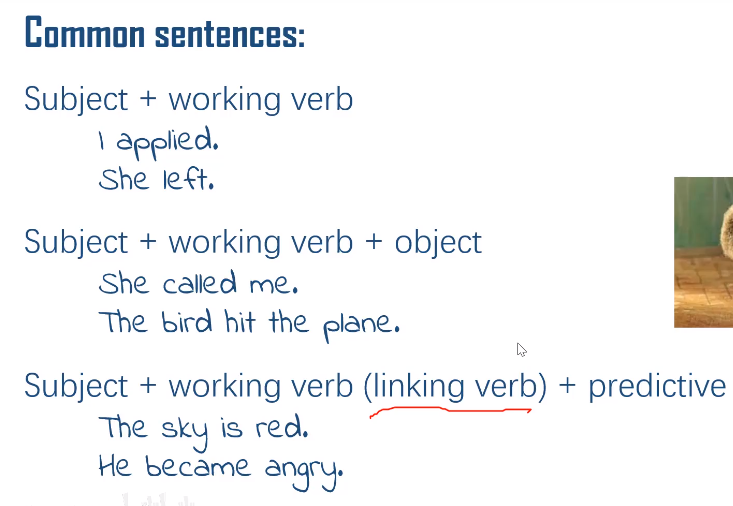 Common sentences:
Subject + working verb
I applied.
She left.
Subject + working verb + object
She called me.
The bird hit the plane.
Subject + working verb (linking verb) + predictive
The sky is red.
He became angry.